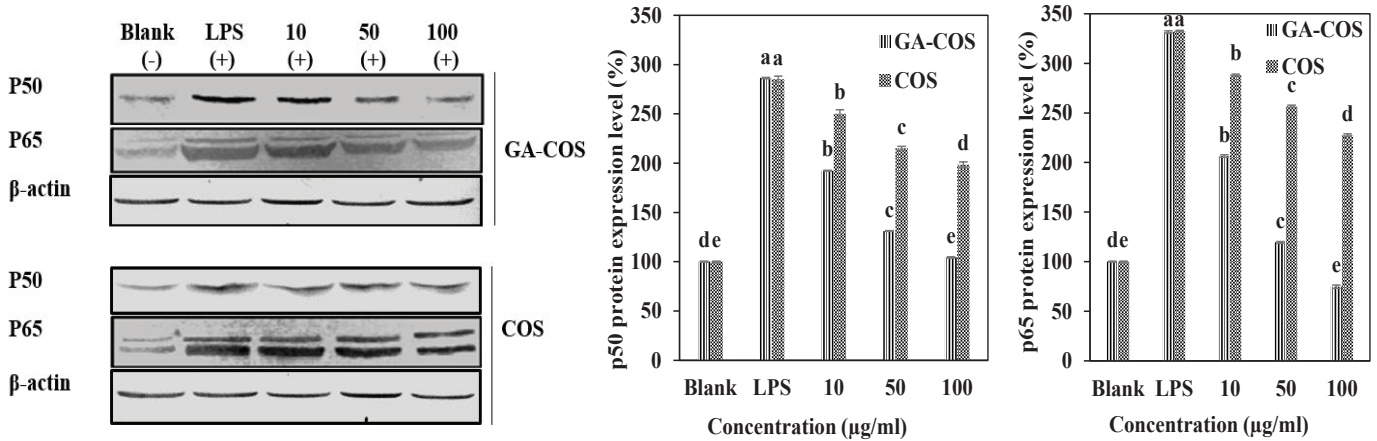 Blank LPS 10 50 100
(-) (+) (+) (+) (+)
P50
P65
β-actin
GA-COS
P50
P65
β-actin
COS
p50 protein expression level (%)
350
300
250
200
150
100
50
0
GA-COS
COS
d e
a a
b
b
c
c
e
d
Blank LPS 10 50 100
Concentration (µg/ml)
p65 protein expression level (%)
350
300
250
200
150
100
50
0
GA-COS
COS
d e
a a
b
b
c
c
e
d
Blank LPS 10 50 100
Concentration (µg/ml)